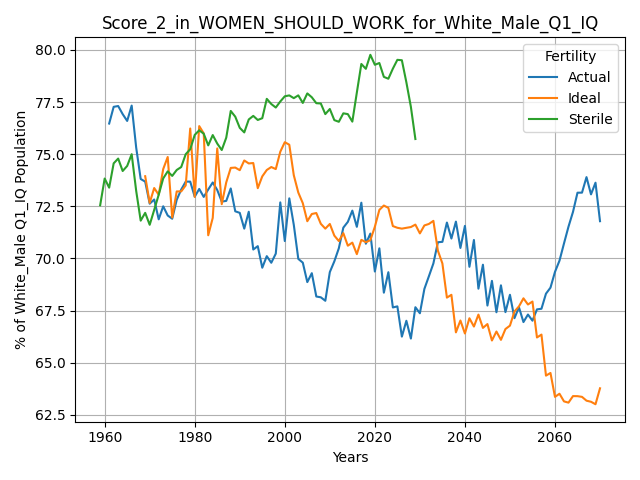 Score_2_in_WOMEN_SHOULD_WORK_for_White_Male_Q1_IQ
Fertility
Actual
Ideal
Sterile
% of White_Male Q1_IQ Population
80.0
77.5
75.0
72.5
70.0
67.5
65.0
62.5
1960
1980
2000
2020
2040
2060
Years